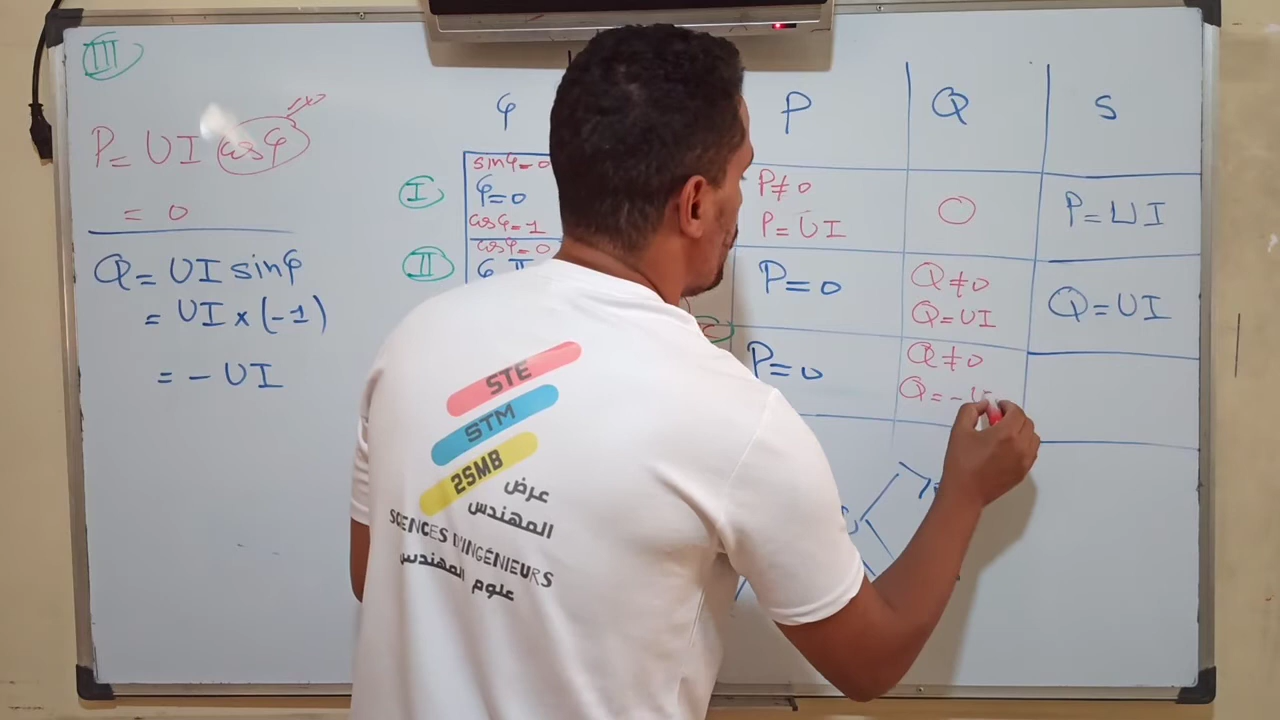 III
P = UI cosφ
= 0
Q = UI sinφ
= UI × (-1)
= - UI
φ
P
Q
S
I
sinφ=0
φ=0
cosφ=1
P≠0
P=UI
0
P=UI
II
cosφ=0
P=0
Q≠0
Q=UI
Q=UI
P=0
Q≠0
Q=-U
STE
STM
2SMB
عرض
المهندس
SCIENCES D'INGÉNIEURS
علوم المهندس